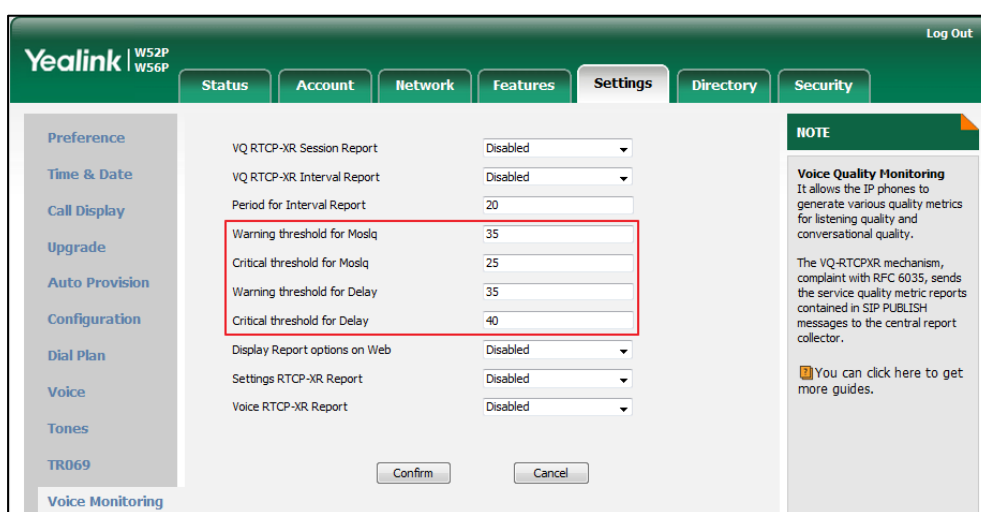 Log Out
Yealink | W52P
W56P
Status Account Network Features Settings Directory Security
Preference
Time & Date
Call Display
Upgrade
Auto Provision
Configuration
Dial Plan
Voice
Tones
TR069
Voice Monitoring
VQ RTCP-XR Session Report Disabled
VQ RTCP-XR Interval Report Disabled
Period for Interval Report 20
Warning threshold for Moslq 35
Critical threshold for Moslq 25
Warning threshold for Delay 35
Critical threshold for Delay 40
Display Report options on Web Disabled
Settings RTCP-XR Report Disabled
Voice RTCP-XR Report Disabled
Confirm Cancel
NOTE
Voice Quality Monitoring
It allows the IP phones to
generate various quality metrics
for listening quality and
conversational quality.
The VQ-RTCPXR mechanism,
complaint with RFC 6035, sends
the service quality metric reports
contained in SIP PUBLISH
messages to the central report
collector.
? You can click here to get
more guides.